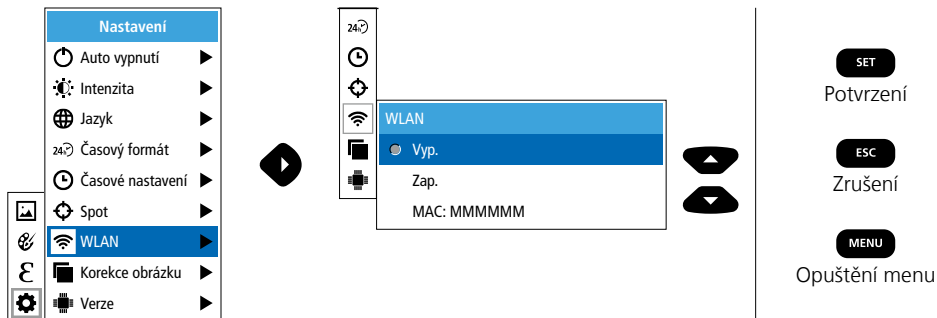 Nastavení
Auto vypnutí
Intenzita
Jazyk
24h Časový formát
Časové nastavení
Spot
WLAN
Korekce obrázku
Verze
24h
WLAN
Vyp.
Zap.
MAC: MMMMMM
SET
Potvrzení
ESC
Zrušení
MENU
Opuštění menu